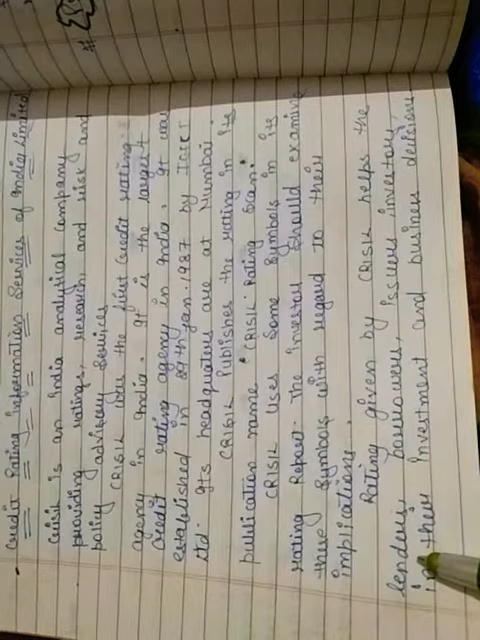 Credit Rating Information Services of India Limited
Crisil is an India analytical company
providing rating, research, and risk and
policy advisory services
CRISIL was the first credit rating
agency in India. It is the largest
Credit rating agency in India. It was
established in 29th Jan. 1987 by ICICI
Ltd. Its headquaters are at Mumbai
CRISIL Publishes the rating in its
publication name "CRISIL Rating Scan".
CRISIL uses some symbols in its
rating Report. The investor should examine
these symbols with regard to their
implications.
Rating given by CRISIL helps the
lenders, borrowers, issuers, investors,
in their investment and business decision